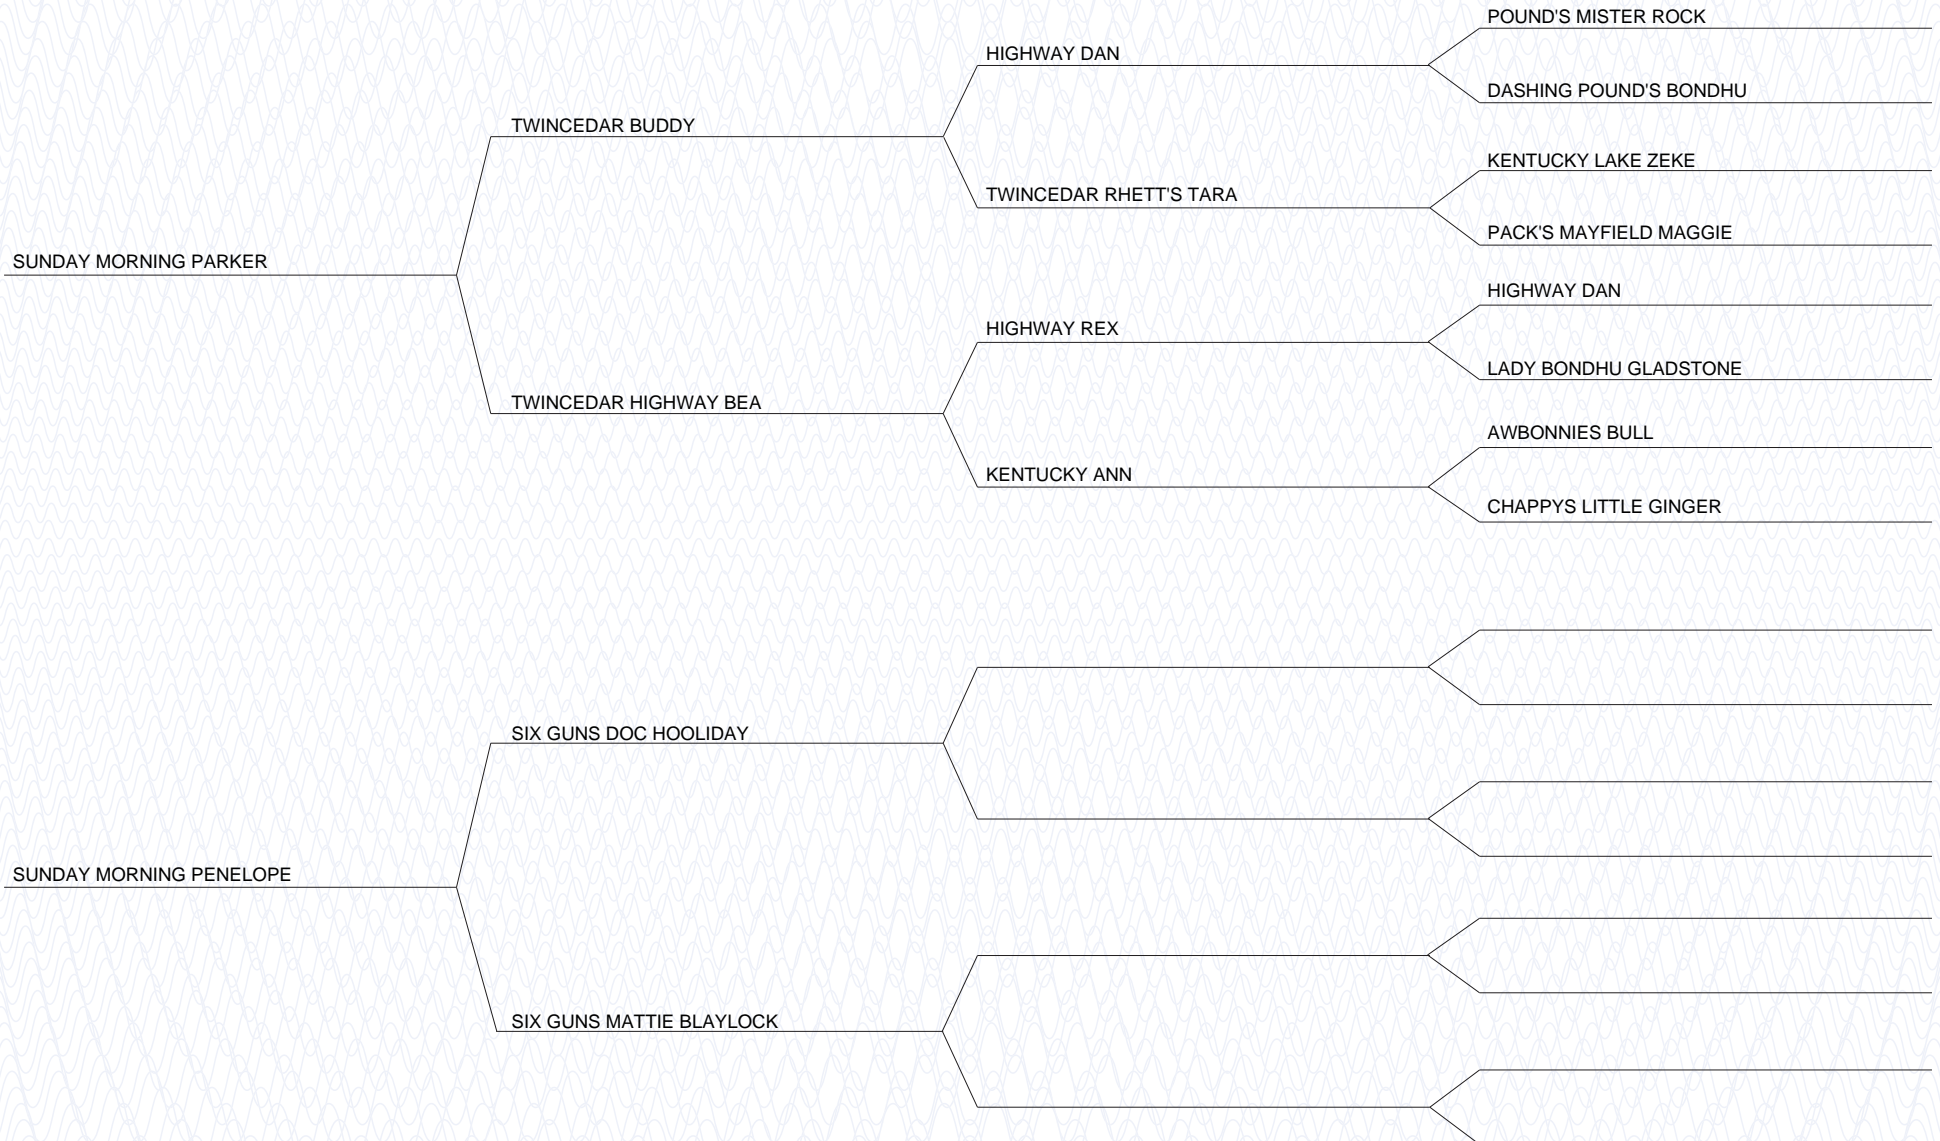 POUND'S MISTER ROCK
HIGHWAY DAN
DASHING POUND'S BONDHU
TWINCEDAR BUDDY
KENTUCKY LAKE ZEKE
TWINCEDAR RHETT'S TARA
PACK'S MAYFIELD MAGGIE
SUNDAY MORNING PARKER
HIGHWAY DAN
HIGHWAY REX
LADY BONDHU GLADSTONE
TWINCEDAR HIGHWAY BEA
AWBONNIES BULL
KENTUCKY ANN
CHAPPYS LITTLE GINGER
SIX GUNS DOC HOOLIDAY
SUNDAY MORNING PENELOPE
SIX GUNS MATTIE BLAYLOCK